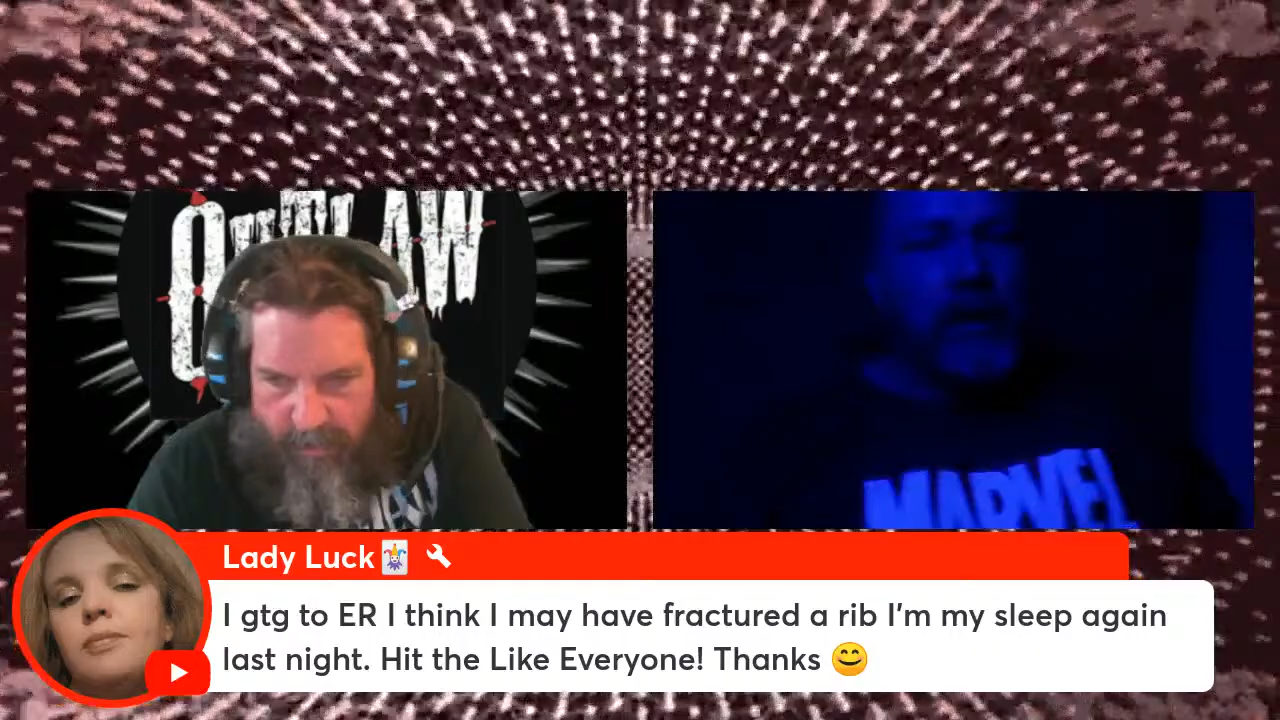 OUTLAW
MARVEL
Lady Luck🃏
I gtg to ER I think I may have fractured a rib I’m my sleep again
last night. Hit the Like Everyone! Thanks 😄